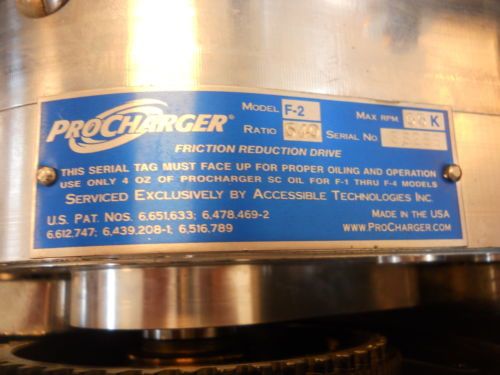 PROCHARGER®
MODEL F-2 MAX RPM K
RATIO SERIAL NO
FRICTION REDUCTION DRIVE
THIS SERIAL TAG MUST FACE UP FOR PROPER OILING AND OPERATION
USE ONLY 4 OZ OF PROCHARGER SC OIL FOR F-1 THRU F-4 MODELS
SERVICED EXCLUSIVELY BY ACCESSIBLE TECHNOLOGIES INC.
U.S. PAT. NOS. 6,651,633; 6,478,469-2 MADE IN THE USA
6,612,747; 6,439,208-1; 6,516,789 WWW.PROCHARGER.COM